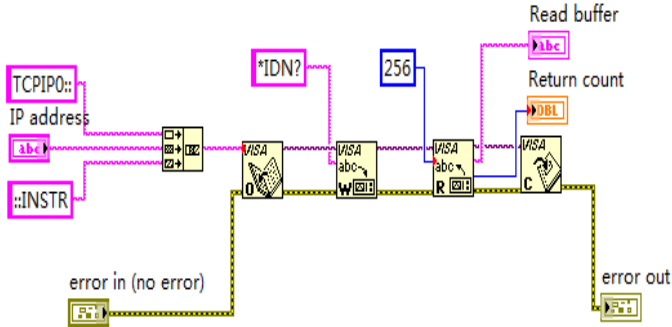 Read buffer
abc
TCPIP0::
*IDN?
256
Return count
DBL
IP address
abc
VISA
O
VISA
abc
W
VISA
abc
R
VISA
C
::INSTR
error in (no error)
error out